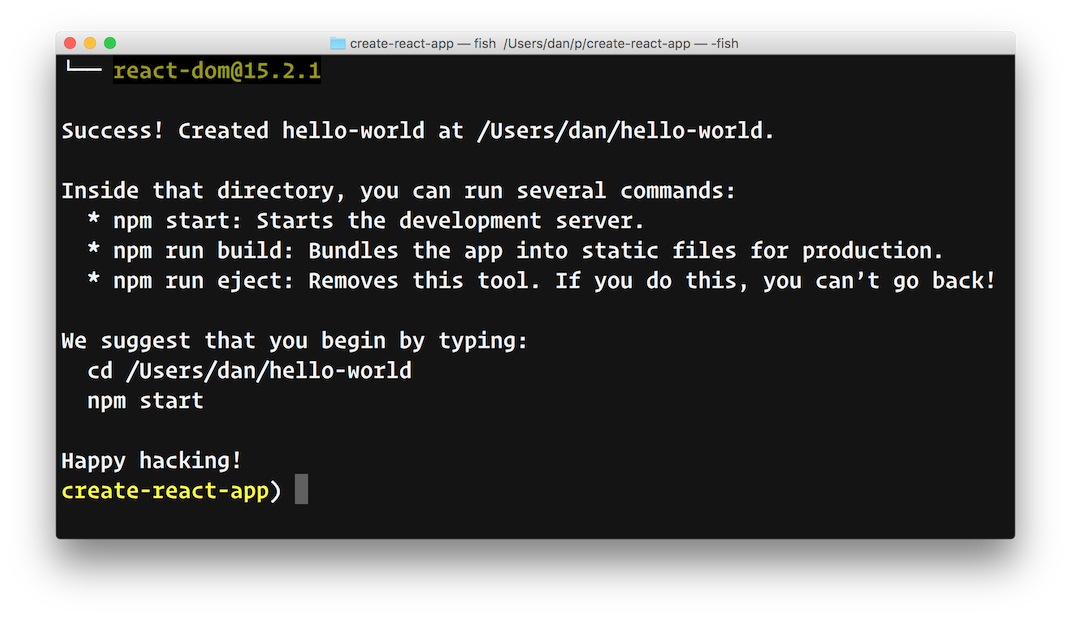 create-react-app — fish /Users/dan/p/create-react-app — -fish
└── react-dom@15.2.1
Success! Created hello-world at /Users/dan/hello-world.
Inside that directory, you can run several commands:
* npm start: Starts the development server.
* npm run build: Bundles the app into static files for production.
* npm run eject: Removes this tool. If you do this, you can’t go back!
We suggest that you begin by typing:
cd /Users/dan/hello-world
npm start
Happy hacking!
create-react-app)